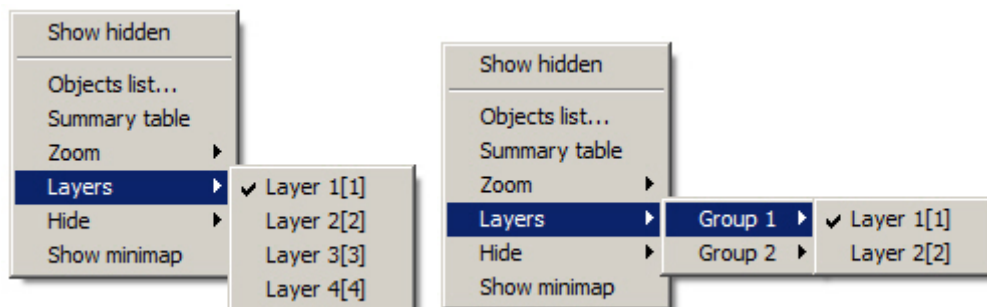 Show hidden
Objects list...
Summary table
Zoom
Layers
Hide
Show minimap
Layer 1[1]
Layer 2[2]
Layer 3[3]
Layer 4[4]
Show hidden
Objects list...
Summary table
Zoom
Layers
Hide
Show minimap
Group 1
Group 2
Layer 1[1]
Layer 2[2]